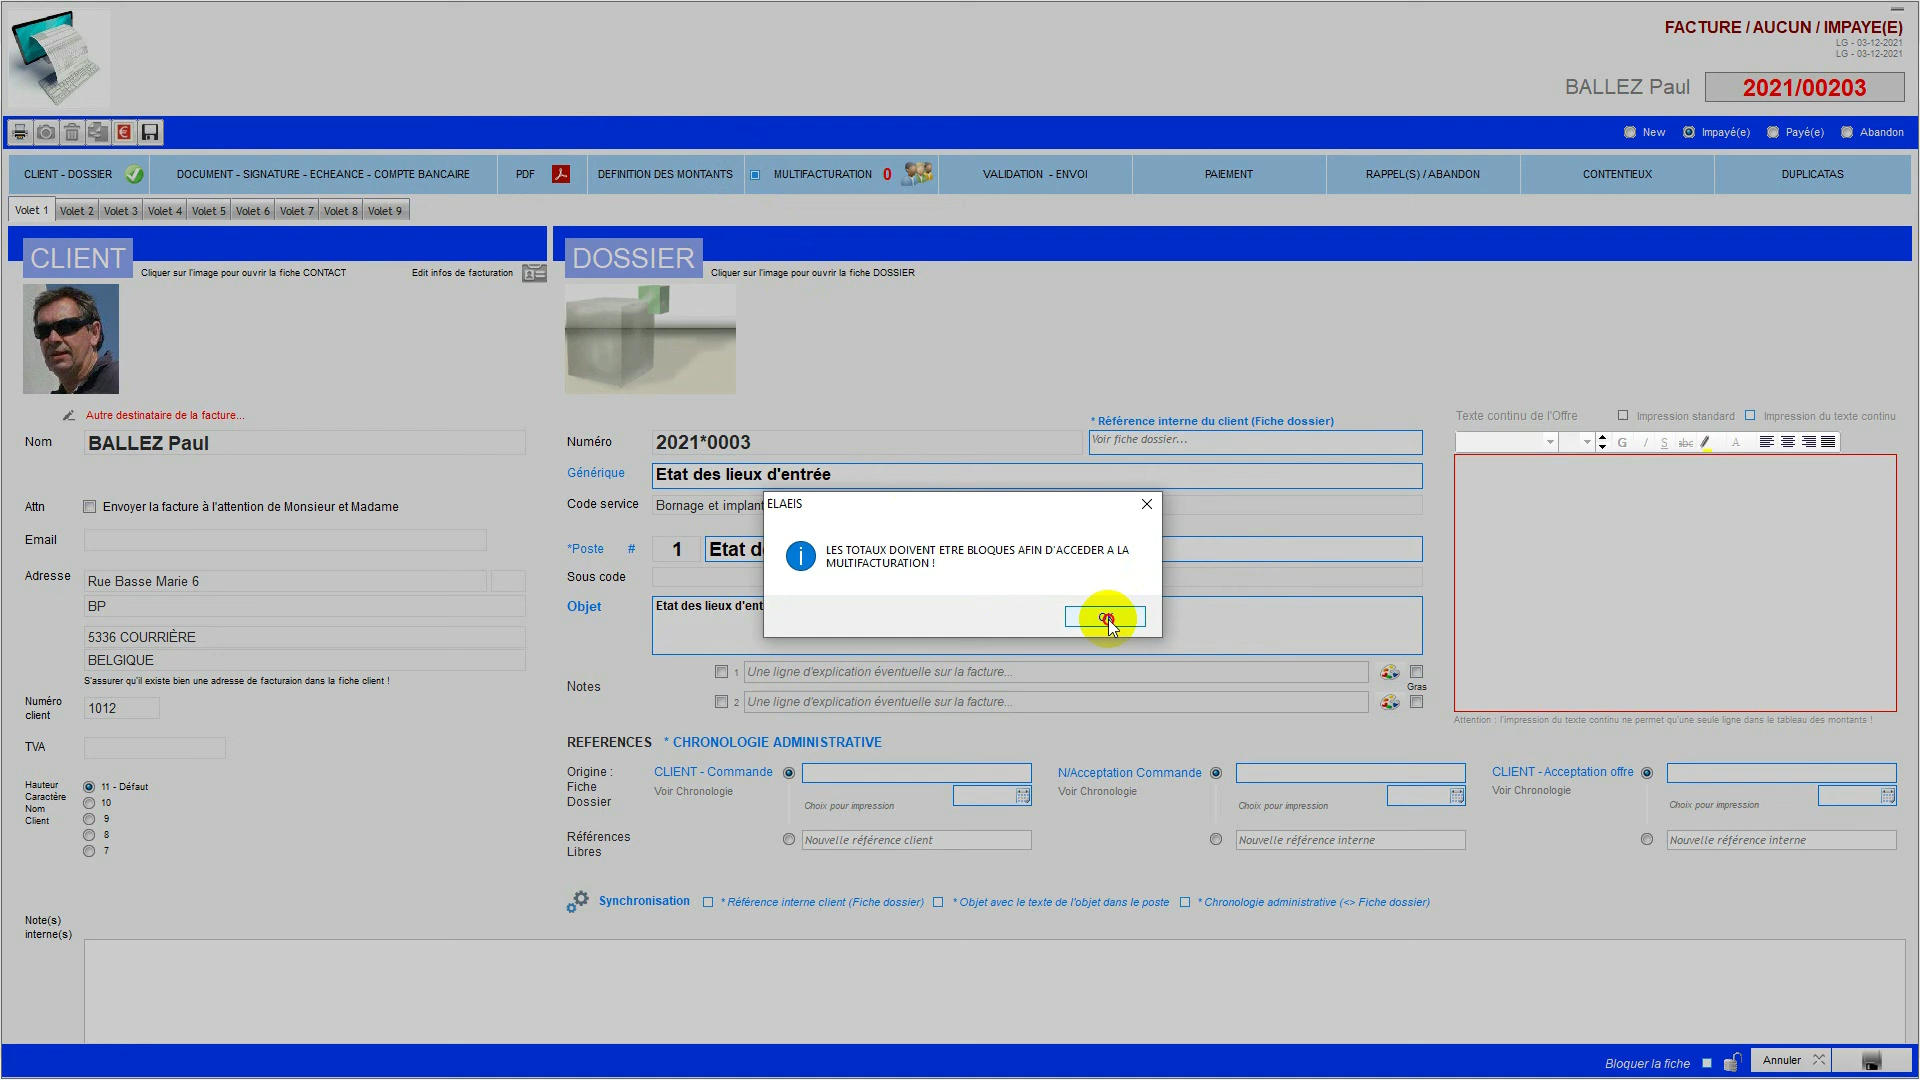 FACTURE / AUCUN / IMPAYE(E)
LG - 03-12-2021
LG - 03-12-2021
BALLEZ Paul
2021/00203
New
Impayé(e)
Payé(e)
Abandon
CLIENT - DOSSIER
DOCUMENT - SIGNATURE - ECHEANCE - COMPTE BANCAIRE
PDF
DEFINITION DES MONTANTS
MULTIFACTURATION 0
VALIDATION - ENVOI
PAIEMENT
RAPPEL(S) / ABANDON
CONTENTIEUX
DUPLICATAS
Volet 1
Volet 2
Volet 3
Volet 4
Volet 5
Volet 6
Volet 7
Volet 8
Volet 9
CLIENT
Cliquer sur l'image pour ouvrir la fiche CONTACT
Edit infos de facturation
DOSSIER
Cliquer sur l'image pour ouvrir la fiche DOSSIER
Autre destinataire de la facture...
Nom
BALLEZ Paul
Attn
Envoyer la facture à l'attention de Monsieur et Madame
Email
Adresse
Rue Basse Marie 6
BP
5336 COURRIÈRE
BELGIQUE
S'assurer qu'il existe bien une adresse de facturaion dans la fiche client !
Numéro
client
1012
TVA
Hauteur
Caractère
Nom
Client
11 - Défaut
10
9
8
7
* Référence interne du client (Fiche dossier)
Numéro
2021*0003
Voir fiche dossier...
Générique
Etat des lieux d'entrée
Code service
Bornage et implant
*Poste #
1
Etat d
Sous code
Objet
Etat des lieux d'ent
ELAEIS
LES TOTAUX DOIVENT ETRE BLOQUES AFIN D'ACCEDER A LA
MULTIFACTURATION !
Notes
1
Une ligne d'explication éventuelle sur la facture...
Gras
2
Une ligne d'explication éventuelle sur la facture...
Texte continu de l'Offre
Impression standard
Impression du texte continu
G I S abc A
Attention : l'impression du texte continu ne permet qu'une seule ligne dans le tableau des montants !
REFERENCES * CHRONOLOGIE ADMINISTRATIVE
Origine :
Fiche
Dossier
CLIENT - Commande
Voir Chronologie
Choix pour impression
N/Acceptation Commande
Voir Chronologie
Choix pour impression
CLIENT - Acceptation offre
Voir Chronologie
Choix pour impression
Références
Libres
Nouvelle référence client
Nouvelle référence interne
Nouvelle référence interne
Synchronisation
* Référence interne client (Fiche dossier)
* Objet avec le texte de l'objet dans le poste
* Chronologie administrative (<> Fiche dossier)
Note(s)
interne(s)
Bloquer la fiche
Annuler